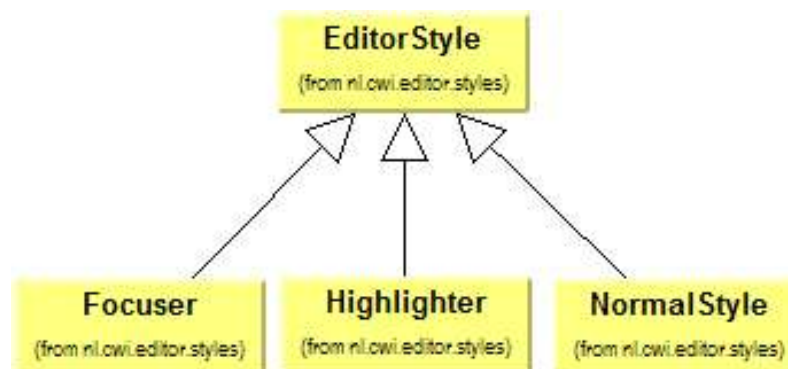 EditorStyle
(from nl.cwi.editor.styles)
Focuser
(from nl.cwi.editor.styles)
Highlighter
(from nl.cwi.editor.styles)
NormalStyle
(from nl.cwi.editor.styles)